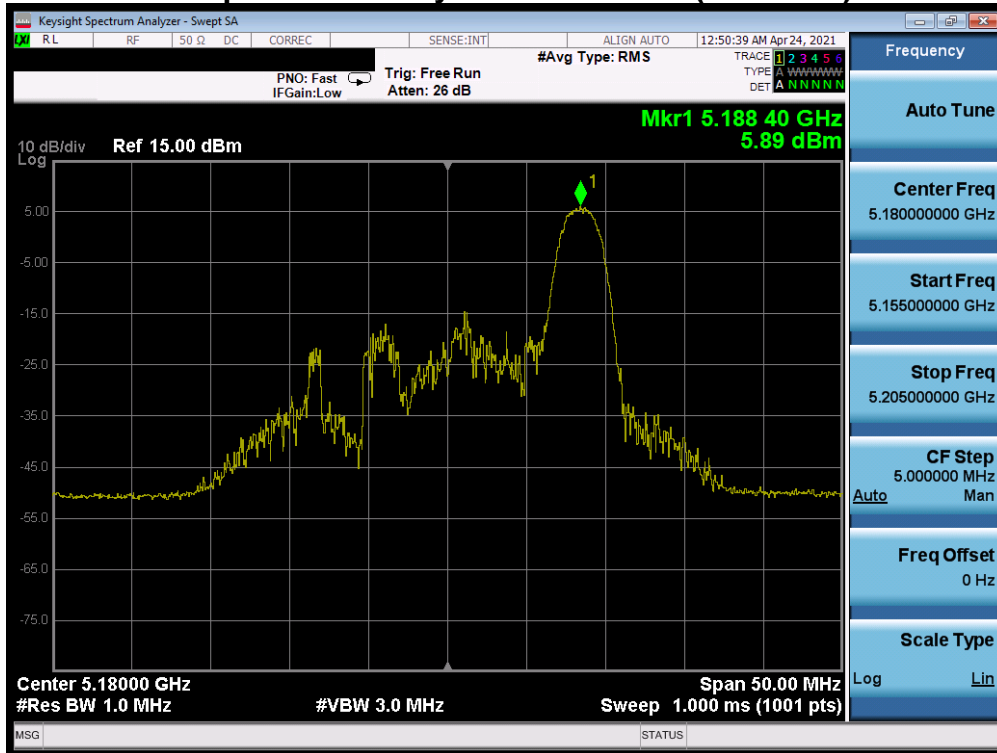 Keysight Spectrum Analyzer - Swept SA
LXI RL RF 50 Ω DC CORREC SENSE:INT ALIGN AUTO 12:50:39 AM Apr 24, 2021
#Avg Type: RMS
TRACE 1 2 3 4 5 6
TYPE A WWWWW
DET A N N N N N
PNO: Fast
IFGain:Low
Trig: Free Run
Atten: 26 dB
Mkr1 5.188 40 GHz
5.89 dBm
10 dB/div Ref 15.00 dBm
Log
1
5.00
-5.00
-15.0
-25.0
-35.0
-45.0
-55.0
-65.0
-75.0
Center 5.18000 GHz
Span 50.00 MHz
#Res BW 1.0 MHz
#VBW 3.0 MHz
Sweep 1.000 ms (1001 pts)
MSG
STATUS
Frequency
Auto Tune
Center Freq
5.180000000 GHz
Start Freq
5.155000000 GHz
Stop Freq
5.205000000 GHz
CF Step
5.000000 MHz
Auto Man
Freq Offset
0 Hz
Scale Type
Log Lin